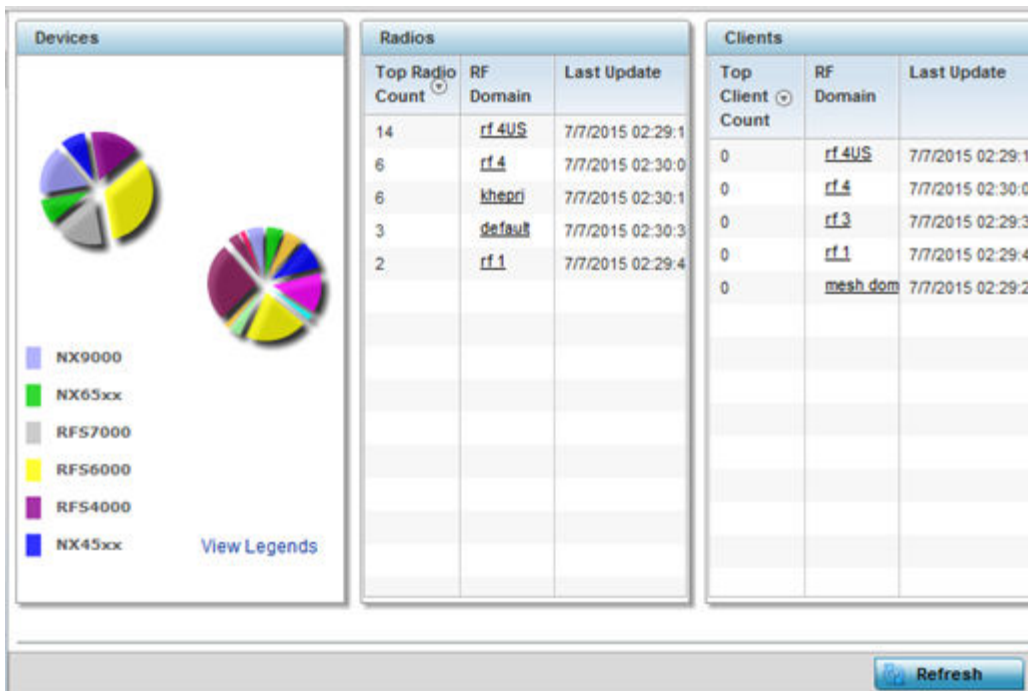 Devices
NX9000
NX65xx
RFS7000
RFS6000
RFS4000
NX45xx
View Legends
Radios
Top Radio Count RF Domain Last Update
14 rf 4US 7/7/2015 02:29:1
6 rf 4 7/7/2015 02:30:0
6 khepri 7/7/2015 02:30:1
3 default 7/7/2015 02:30:3
2 rf 1 7/7/2015 02:29:4
Clients
Top Client Count RF Domain Last Update
0 rf 4US 7/7/2015 02:29:1
0 rf 4 7/7/2015 02:30:0
0 rf 3 7/7/2015 02:29:3
0 rf 1 7/7/2015 02:29:4
0 mesh dom 7/7/2015 02:29:2
Refresh